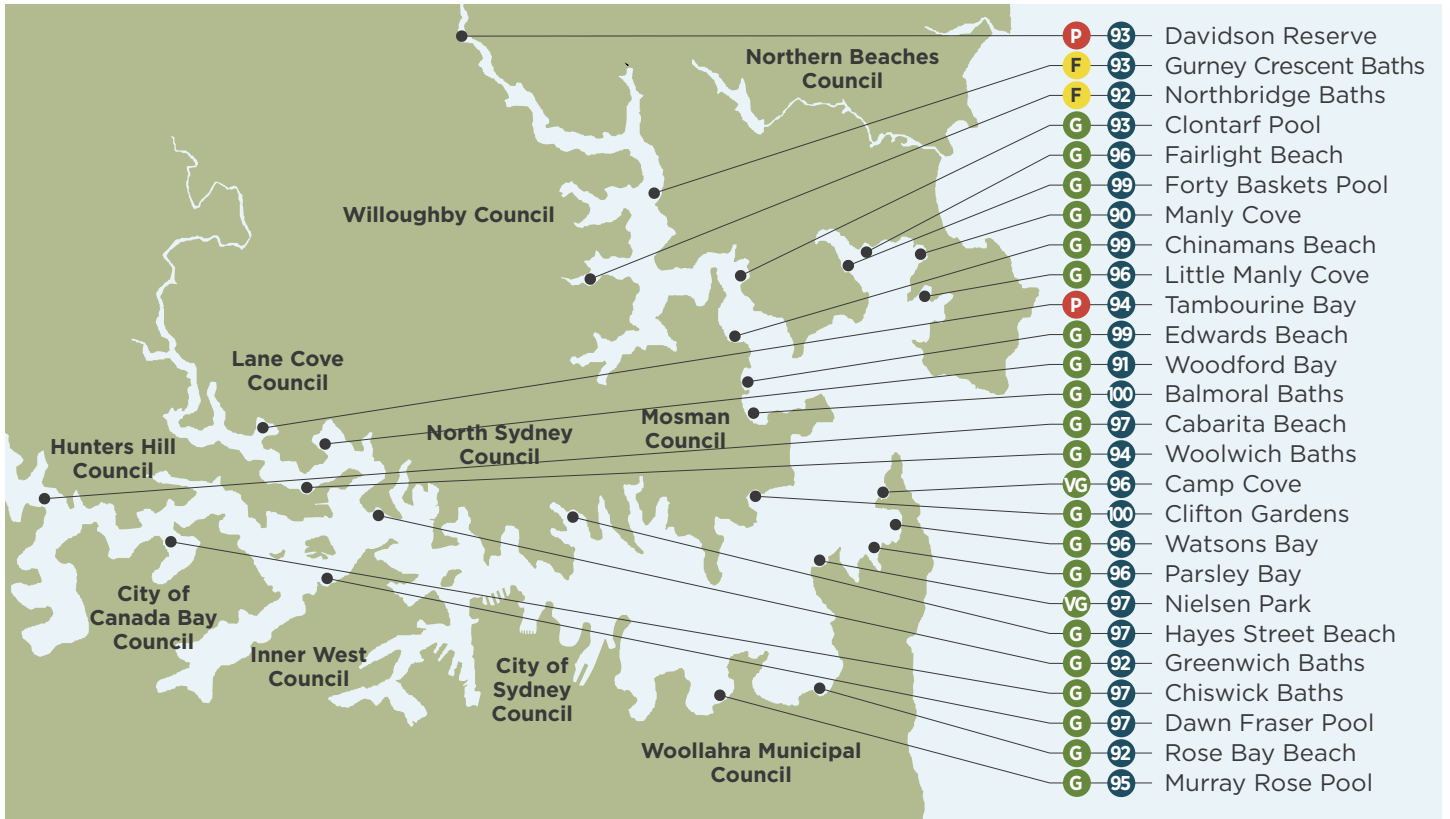 Northern Beaches
Council
Willoughby Council
Lane Cove
Council
Hunters Hill
Council
North Sydney
Council
Mosman
Council
City of
Canada Bay
Council
Inner West
Council
City of
Sydney
Council
Woollahra Municipal
Council
P 93 Davidson Reserve
F 93 Gurney Crescent Baths
F 92 Northbridge Baths
G 93 Clontarf Pool
G 96 Fairlight Beach
G 99 Forty Baskets Pool
G 90 Manly Cove
G 99 Chinamans Beach
G 96 Little Manly Cove
P 94 Tambourine Bay
G 99 Edwards Beach
G 91 Woodford Bay
G 100 Balmoral Baths
G 97 Cabarita Beach
G 94 Woolwich Baths
VG 96 Camp Cove
G 100 Clifton Gardens
G 96 Watsons Bay
G 96 Parsley Bay
VG 97 Nielsen Park
G 97 Hayes Street Beach
G 92 Greenwich Baths
G 97 Chiswick Baths
G 97 Dawn Fraser Pool
G 92 Rose Bay Beach
G 95 Murray Rose Pool